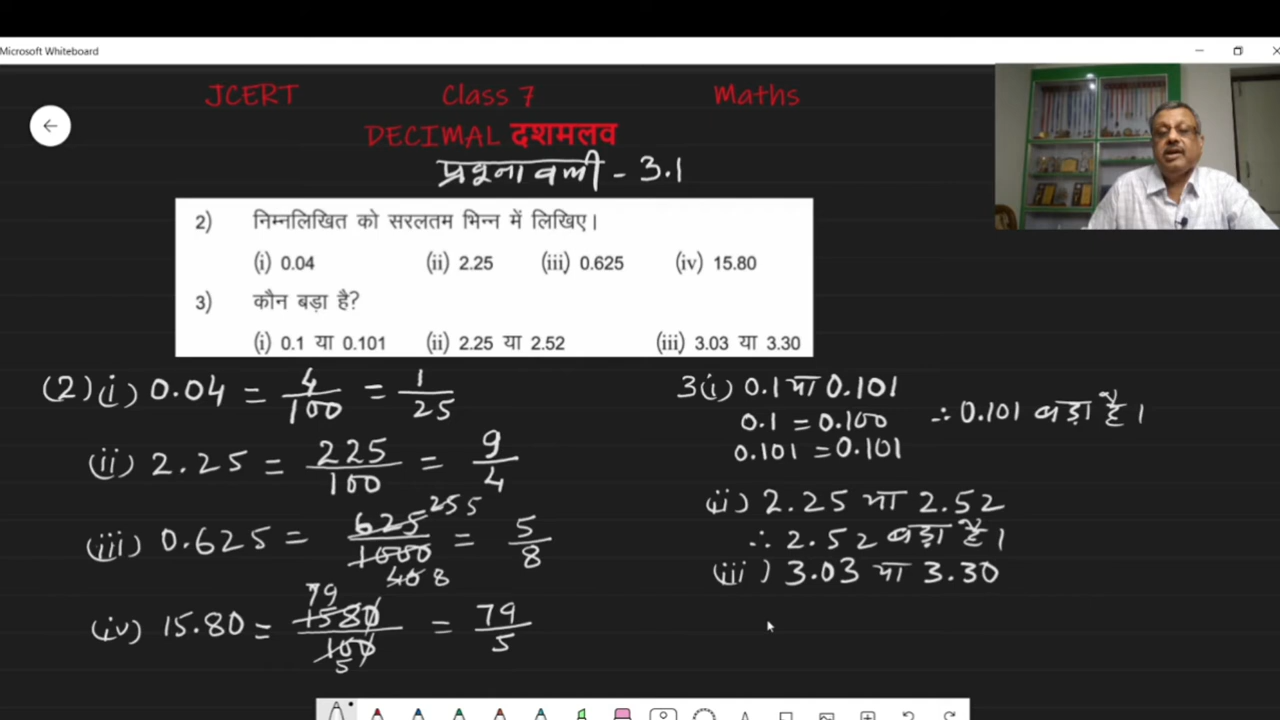 Microsoft Whiteboard
JCERT Class 7 Maths
DECIMAL दशमलव
प्रश्नावली - 3.1
2) निम्नलिखित को सरलतम भिन्न में लिखिए।
(i) 0.04 (ii) 2.25 (iii) 0.625 (iv) 15.80
3) कौन बड़ा है?
(i) 0.1 या 0.101 (ii) 2.25 या 2.52 (iii) 3.03 या 3.30
(2) (i) 0.04 = 4/100 = 1/25
(ii) 2.25 = 225/100 = 9/4
(iii) 0.625 = 625/1000 255 40 8 = 5/8
(iv) 15.80 = 79 1580/100 5 = 79/5
3(i) 0.1 या 0.101
0.1 = 0.100 ∴ 0.101 बड़ा है।
0.101 = 0.101
(ii) 2.25 या 2.52
∴ 2.52 बड़ा है।
(iii) 3.03 या 3.30